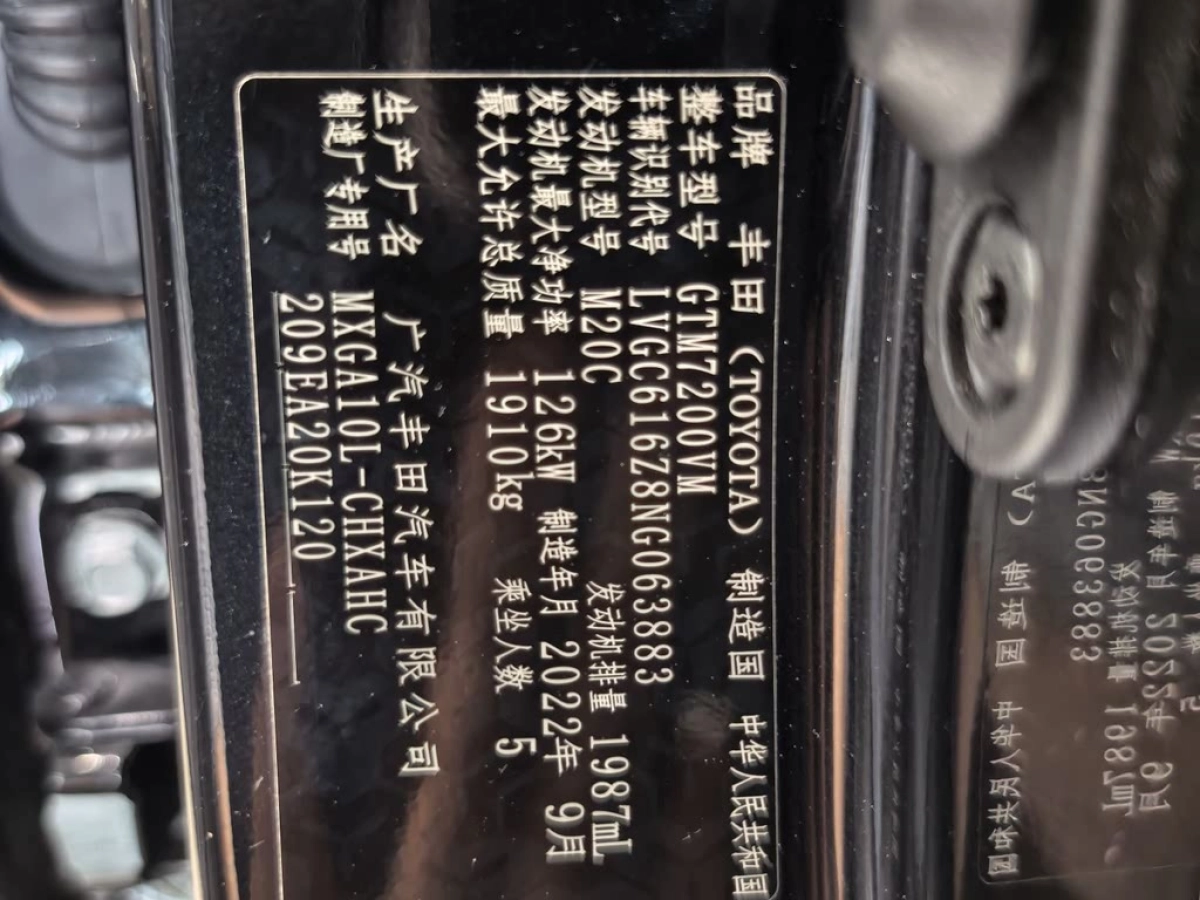 品牌 丰田（TOYOTA） 制造国 中华人民共和国
整车型号 GTM7200VM
车辆识别代号 LVGC616Z8NG063883
发动机型号 M20C 发动机排量 1987mL
发动机最大净功率 126kW 制造年月 2022年 9月
最大允许总质量 1910kg 乘坐人数 5
生产厂名 广汽丰田汽车有限公司
制造厂专用号 MXGA10L-CHXAHC
209EA20K120